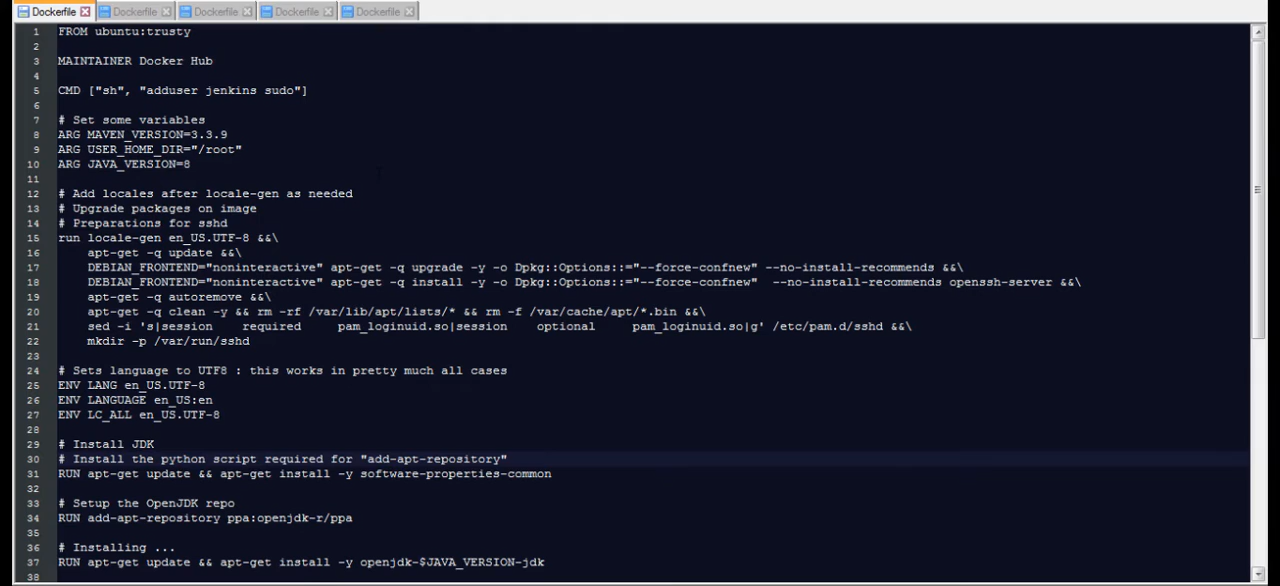 Dockerfile Dockerfile Dockerfile Dockerfile Dockerfile
1 FROM ubuntu:trusty
2
3 MAINTAINER Docker Hub
4
5 CMD ["sh", "adduser jenkins sudo"]
6
7 # Set some variables
8 ARG MAVEN_VERSION=3.3.9
9 ARG USER_HOME_DIR="/root"
10 ARG JAVA_VERSION=8
11
12 # Add locales after locale-gen as needed
13 # Upgrade packages on image
14 # Preparations for sshd
15 run locale-gen en_US.UTF-8 &&\
16     apt-get -q update &&\
17     DEBIAN_FRONTEND="noninteractive" apt-get -q upgrade -y -o Dpkg::Options::="--force-confnew" --no-install-recommends &&\
18     DEBIAN_FRONTEND="noninteractive" apt-get -q install -y -o Dpkg::Options::="--force-confnew"  --no-install-recommends openssh-server &&\
19     apt-get -q autoremove &&\
20     apt-get -q clean -y && rm -rf /var/lib/apt/lists/* && rm -f /var/cache/apt/*.bin &&\
21     sed -i 's|session    required     pam_loginuid.so|session    optional     pam_loginuid.so|g' /etc/pam.d/sshd &&\
22     mkdir -p /var/run/sshd
23
24 # Sets language to UTF8 : this works in pretty much all cases
25 ENV LANG en_US.UTF-8
26 ENV LANGUAGE en_US:en
27 ENV LC_ALL en_US.UTF-8
28
29 # Install JDK
30 # Install the python script required for "add-apt-repository"
31 RUN apt-get update && apt-get install -y software-properties-common
32
33 # Setup the OpenJDK repo
34 RUN add-apt-repository ppa:openjdk-r/ppa
35
36 # Installing ...
37 RUN apt-get update && apt-get install -y openjdk-$JAVA_VERSION-jdk
38